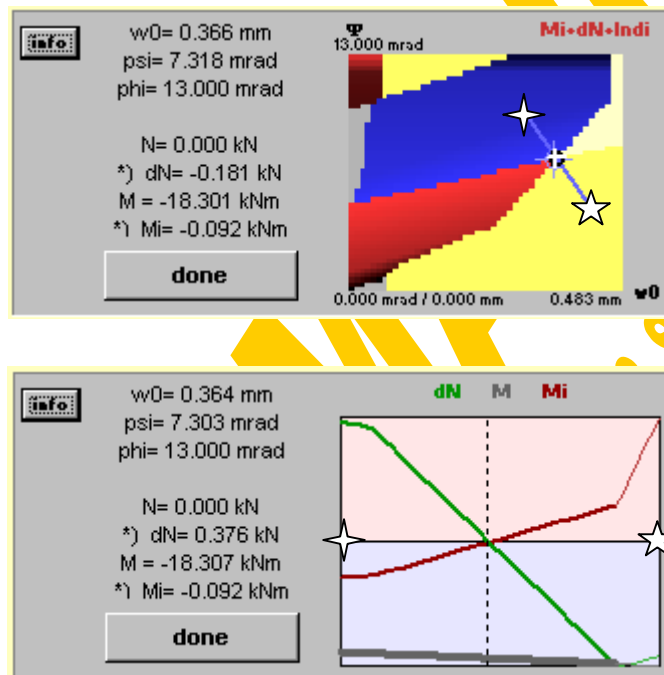 info
w0= 0.366 mm
psi= 7.318 mrad
phi= 13.000 mrad
N= 0.000 kN
*) dN= -0.181 kN
M = -18.301 kNm
*) Mi= -0.092 kNm
done
Ψ
Mi+dN+Indi
13.000 mrad
0.000 mrad / 0.000 mm
0.483 mm
w0
info
w0= 0.364 mm
psi= 7.303 mrad
phi= 13.000 mrad
N= 0.000 kN
*) dN= 0.376 kN
M = -18.307 kNm
*) Mi= -0.092 kNm
done
dN M Mi